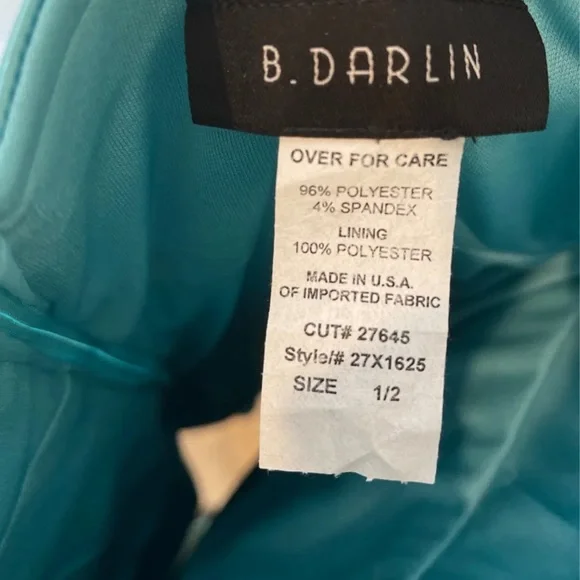 B. DARLIN
OVER FOR CARE
96% POLYESTER
4% SPANDEX
LINING
100% POLYESTER
MADE IN U.S.A.
OF IMPORTED FABRIC
CUT# 27645
Style/# 27X1625
SIZE 1/2